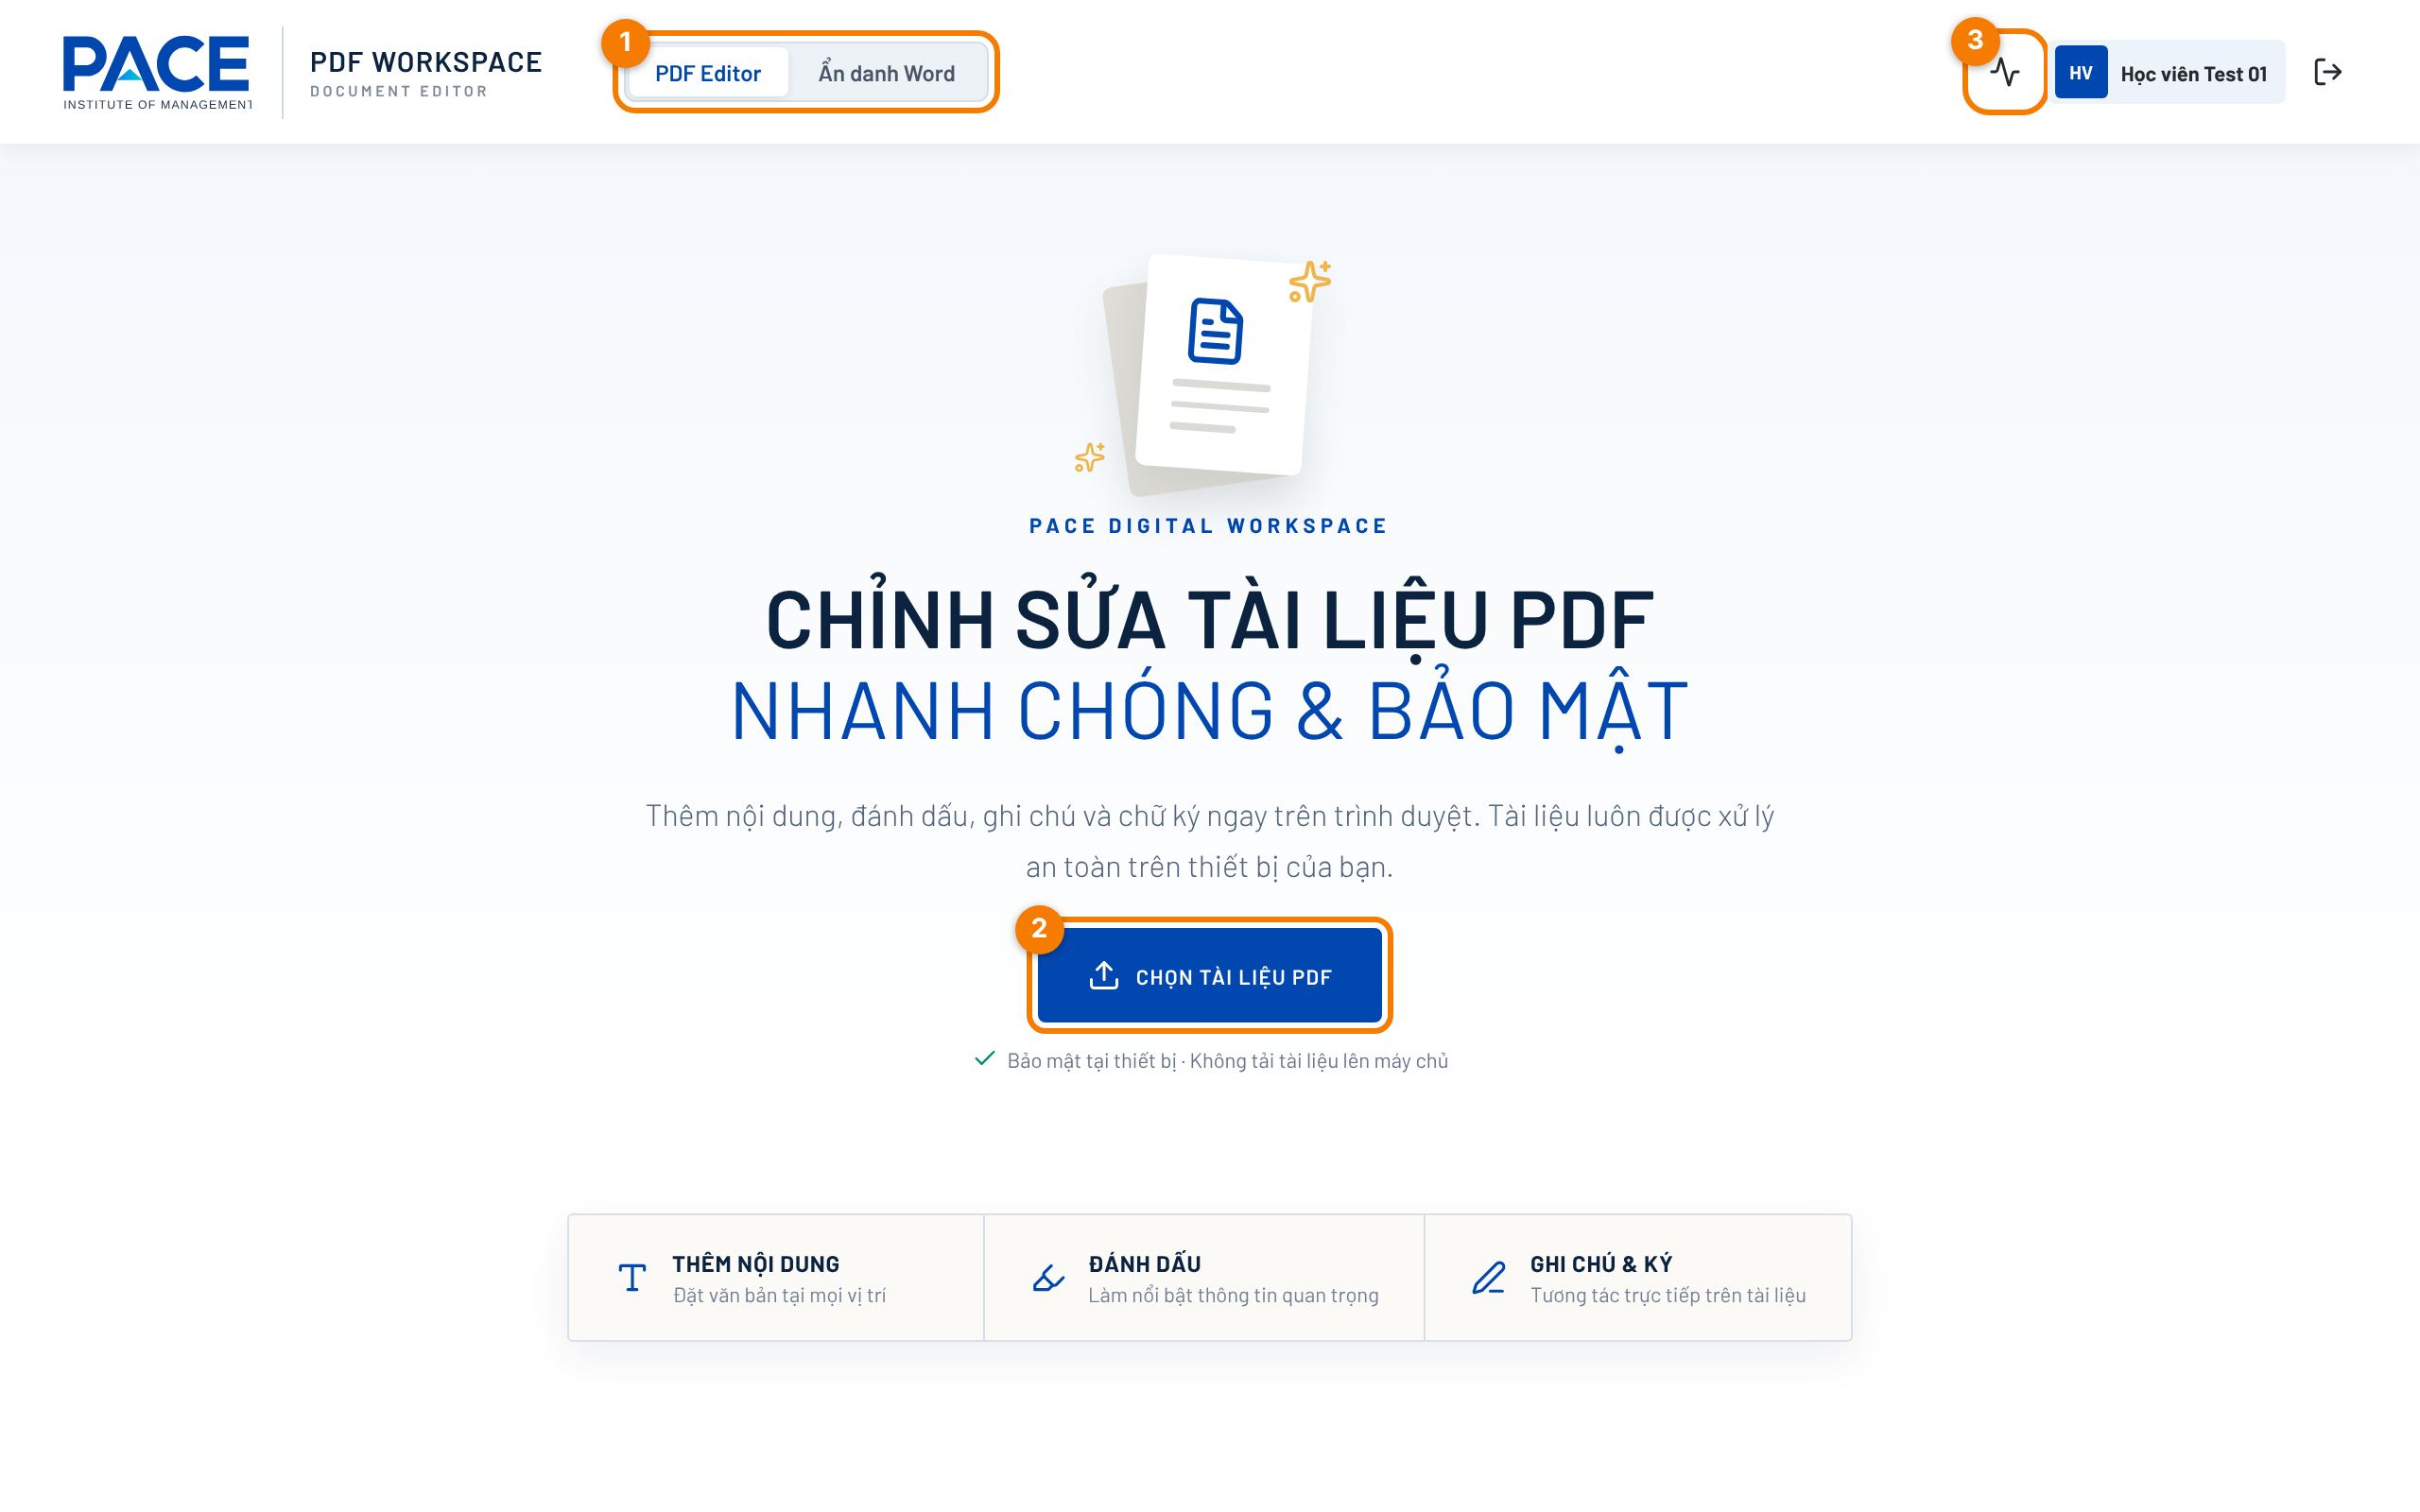 PACE
INSTITUTE OF MANAGEMENT
PDF WORKSPACE
DOCUMENT EDITOR
1
PDF Editor
Ẩn danh Word
3
HV
Học viên Test 01
PACE DIGITAL WORKSPACE
CHỈNH SỬA TÀI LIỆU PDF
NHANH CHÓNG & BẢO MẬT
Thêm nội dung, đánh dấu, ghi chú và chữ ký ngay trên trình duyệt. Tài liệu luôn được xử lý
an toàn trên thiết bị của bạn.
2
CHỌN TÀI LIỆU PDF
Bảo mật tại thiết bị · Không tải tài liệu lên máy chủ
THÊM NỘI DUNG
Đặt văn bản tại mọi vị trí
ĐÁNH DẤU
Làm nổi bật thông tin quan trọng
GHI CHÚ & KÝ
Tương tác trực tiếp trên tài liệu